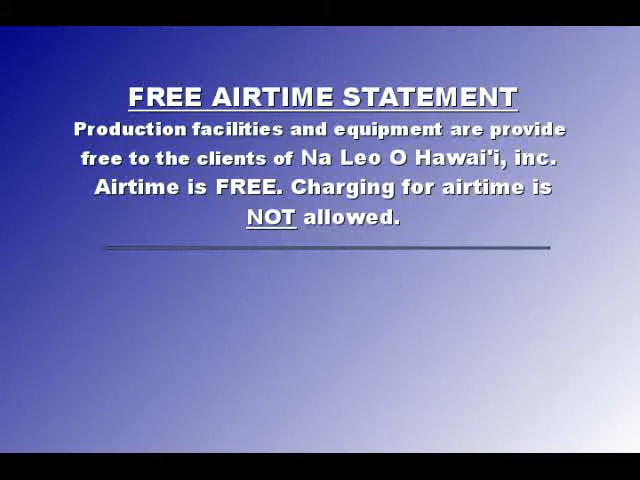 FREE AIRTIME STATEMENT
Production facilities and equipment are provide
free to the clients of Na Leo O Hawai'i, inc.
Airtime is FREE. Charging for airtime is
NOT allowed.